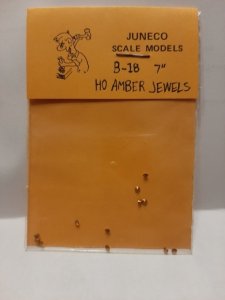 JUNECO
SCALE MODELS
B-18 7"
HO AMBER JEWELS